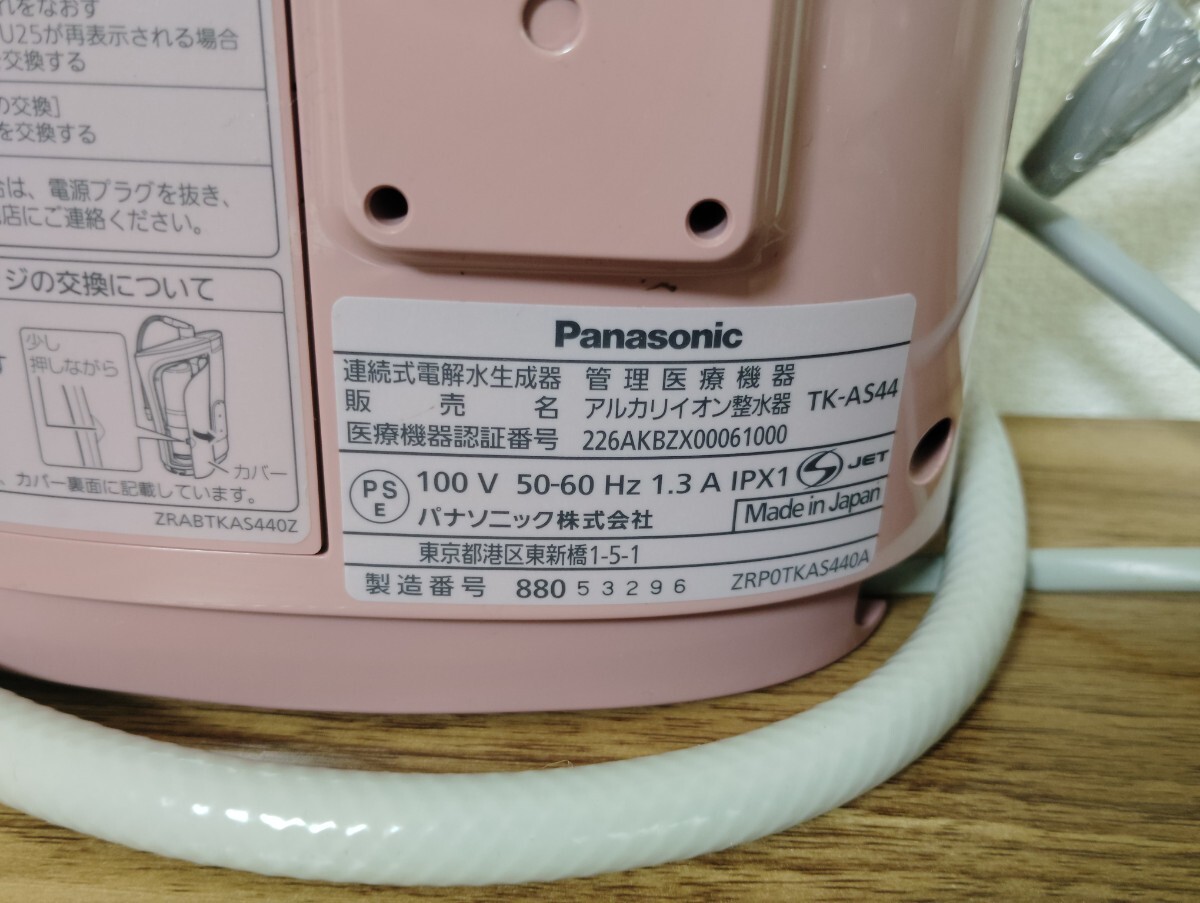 れをなおす
U25が再表示される場合
を交換する
の交換]
を交換する
合は、電源プラグを抜き、
店にご連絡ください。
ジの交換について
少し
押しながら
カバー
、カバー裏面に記載しています。
ZRABTKAS440Z
Panasonic
連続式電解水生成器 管理医療機器
販売名 アルカリイオン整水器 TK-AS44
医療機器認証番号 226AKBZX00061000
PS E 100 V 50-60 Hz 1.3 A IPX1 S JET
パナソニック株式会社 Made in Japan
東京都港区東新橋1-5-1
製造番号 880 53296 ZRP0TKAS440A